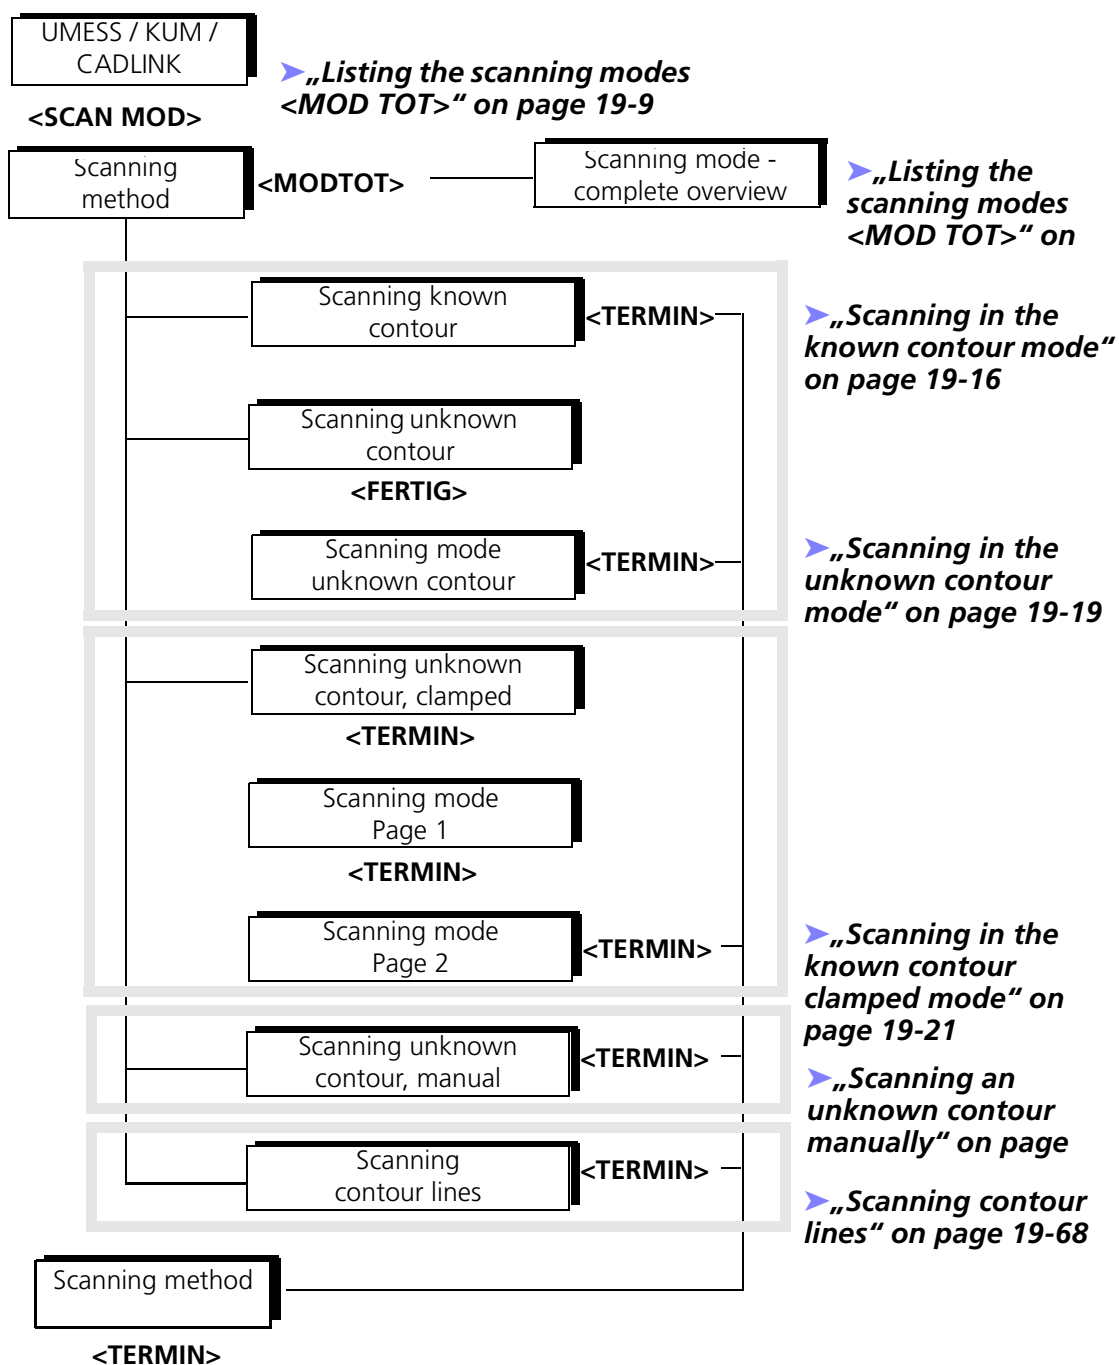 UMESS / KUM /
CADLINK
➤„Listing the scanning modes
<MOD TOT>“ on page 19-9
<SCAN MOD>
Scanning
method
<MODTOT>
Scanning mode -
complete overview
➤„Listing the
scanning modes
<MOD TOT>“ on
Scanning known
contour
<TERMIN>
➤„Scanning in the
known contour mode“
on page 19-16
Scanning unknown
contour
<FERTIG>
Scanning mode
unknown contour
<TERMIN>
➤„Scanning in the
unknown contour
mode“ on page 19-19
Scanning unknown
contour, clamped
<TERMIN>
Scanning mode
Page 1
<TERMIN>
Scanning mode
Page 2
<TERMIN>
➤„Scanning in the
known contour
clamped mode“ on
page 19-21
Scanning unknown
contour, manual
<TERMIN>
➤„Scanning an
unknown contour
manually“ on page
Scanning
contour lines
<TERMIN>
➤„Scanning contour
lines“ on page 19-68
Scanning method
<TERMIN>